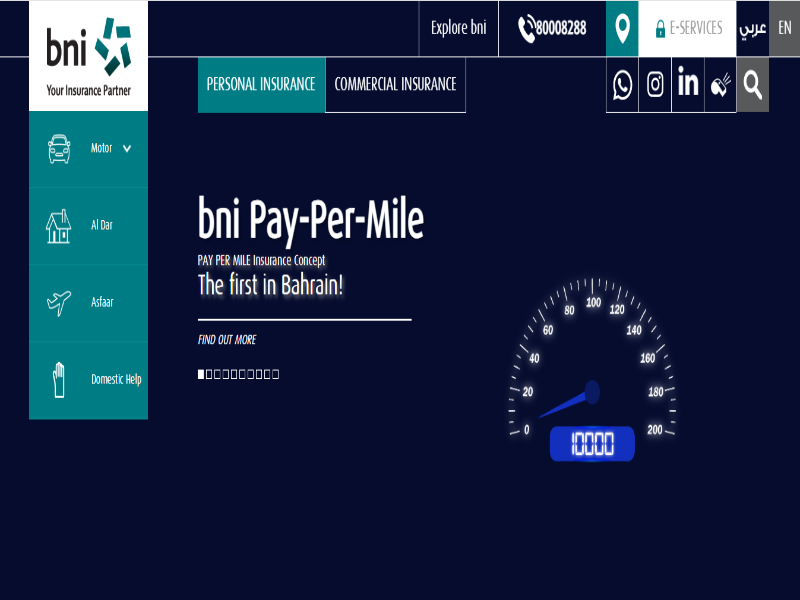 bni
Your Insurance Partner
Explore bni
80008288
E-SERVICES
عربي
EN
PERSONAL INSURANCE
COMMERCIAL INSURANCE
in
Motor
Al Dar
Asfaar
Domestic Help
bni Pay-Per-Mile
PAY PER MILE Insurance Concept
The first in Bahrain!
FIND OUT MORE
0
20
40
60
80
100
120
140
160
180
200
10000